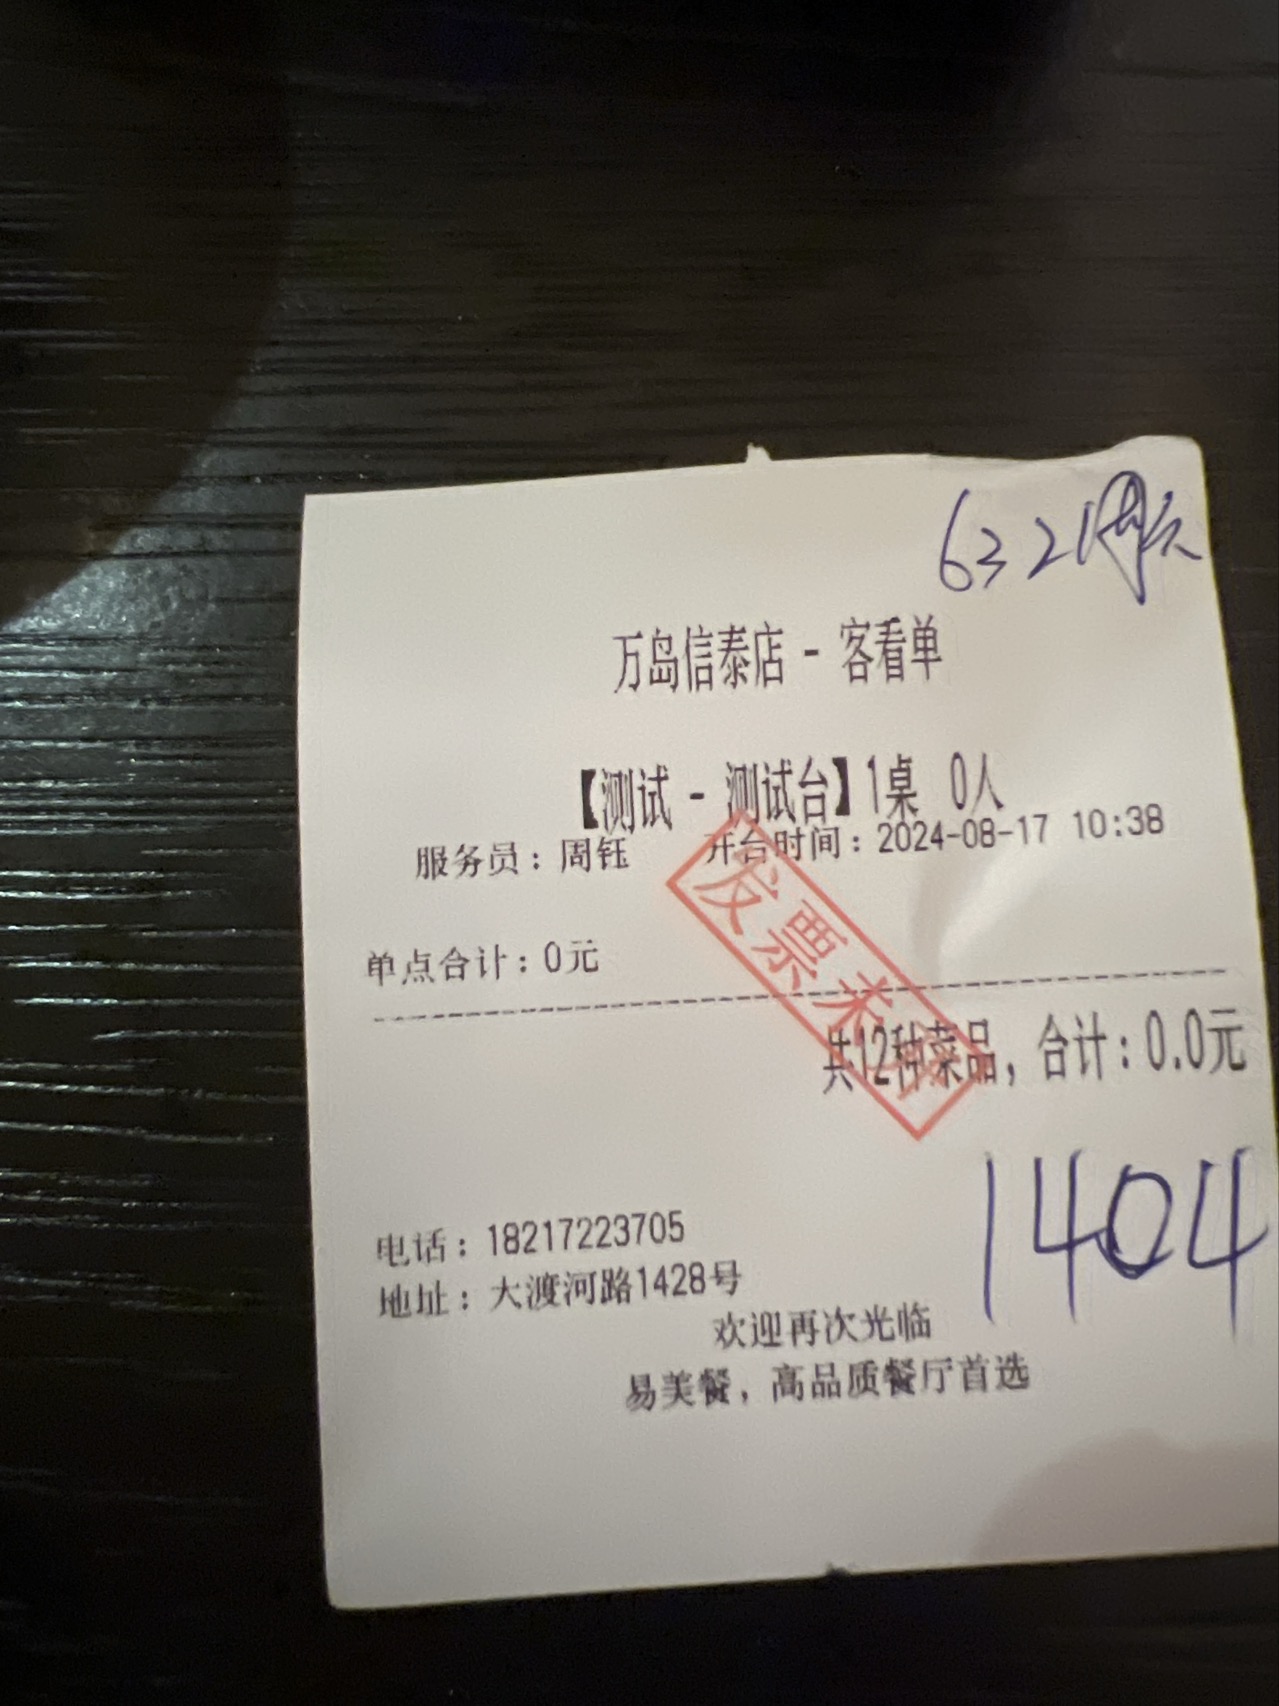 632
万岛信泰店 - 客看单
【测试 - 测试台】1桌 0人
服务员：周钰 开台时间：2024-08-17 10:38
发票未
单点合计：0元
共12种菜品，合计：0.0元
1404
电话：18217223705
地址：大渡河路1428号
欢迎再次光临
易美餐，高品质餐厅首选